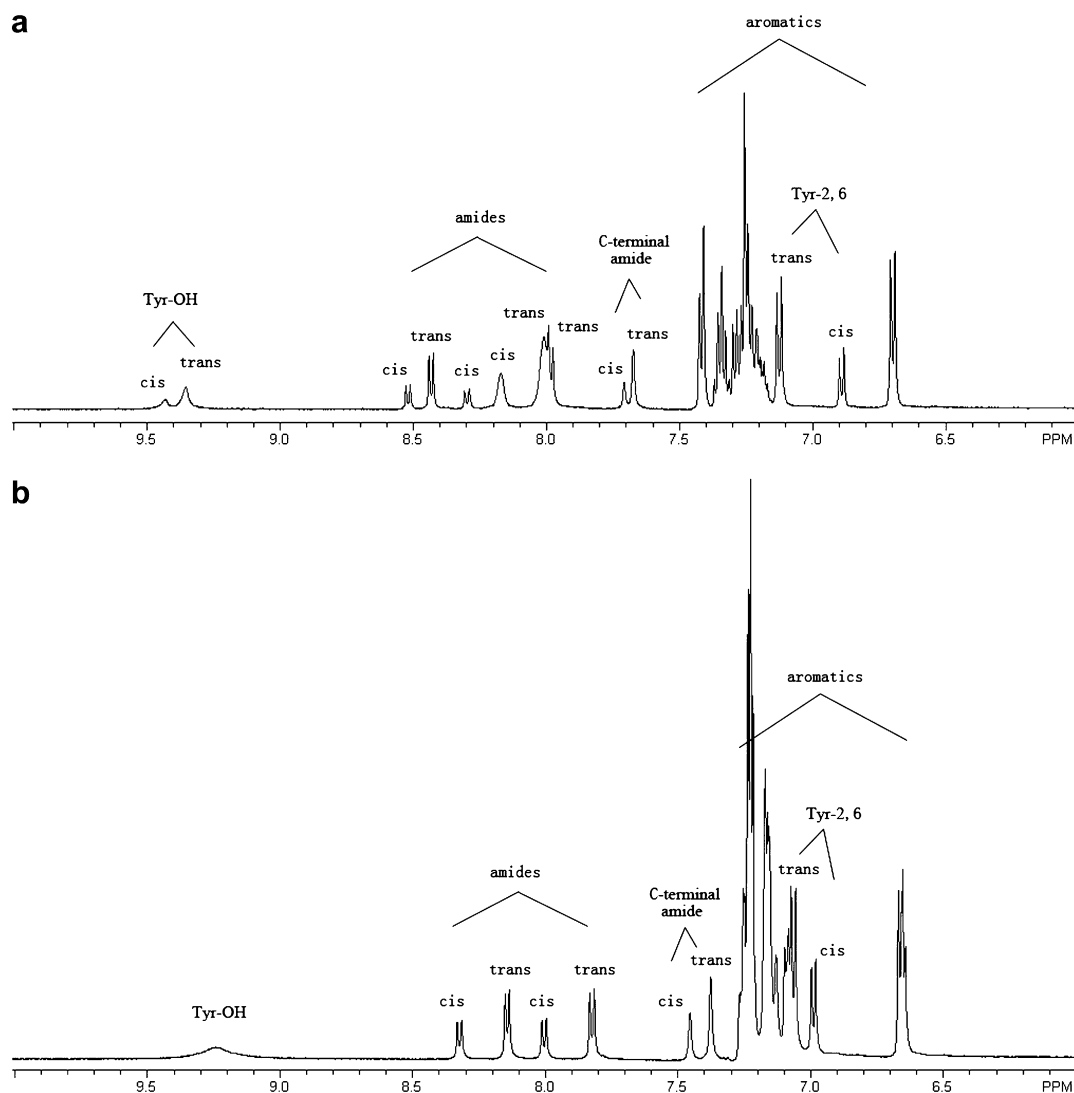 a
aromatics
Tyr-2, 6
amides
C-terminal
amide
trans
Tyr-OH
trans
trans
trans
trans
cis
cis
trans
cis
cis
cis
cis
9.5 9.0 8.5 8.0 7.5 7.0 6.5 PPM
b
aromatics
Tyr-2, 6
amides
trans
C-terminal
amide
cis
trans
trans
trans
cis
cis
cis
Tyr-OH
9.5 9.0 8.5 8.0 7.5 7.0 6.5 PPM